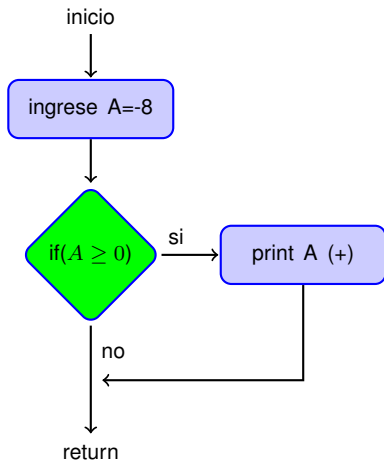 inicio
ingrese A=-8
if(A ≥ 0)
si
print A (+)
no
return